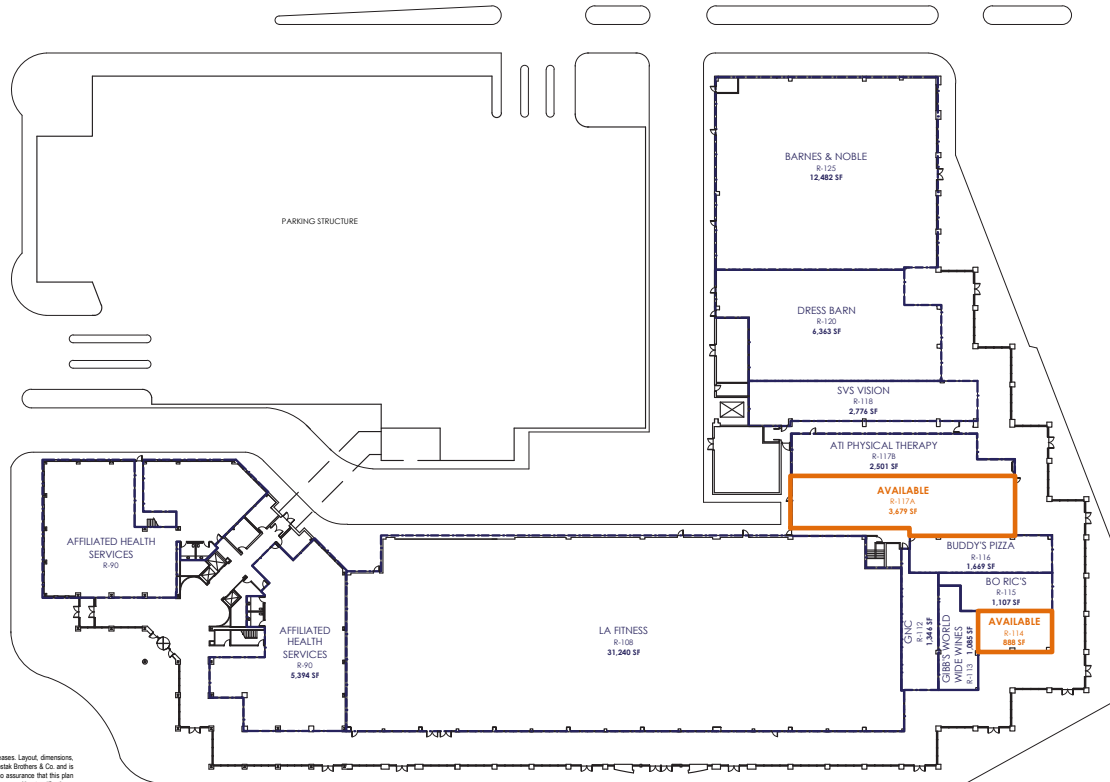 BARNES & NOBLE
R-125
12,482 SF
PARKING STRUCTURE
DRESS BARN
R-120
6,363 SF
SVS VISION
R-118
2,776 SF
ATI PHYSICAL THERAPY
R-117B
2,501 SF
AVAILABLE
R-117A
3,679 SF
BUDDY'S PIZZA
R-116
1,669 SF
BO RIC'S
R-115
1,107 SF
AVAILABLE
R-114
888 SF
GIBB'S WORLD
WIDE WINES
R-113
1,085 SF
GNC
R-112
1,346 SF
LA FITNESS
R-108
31,240 SF
AFFILIATED HEALTH
SERVICES
R-90
AFFILIATED
HEALTH
SERVICES
R-90
5,394 SF
ases. Layout, dimensions,
stak Brothers & Co. and is
o assurance that this plan